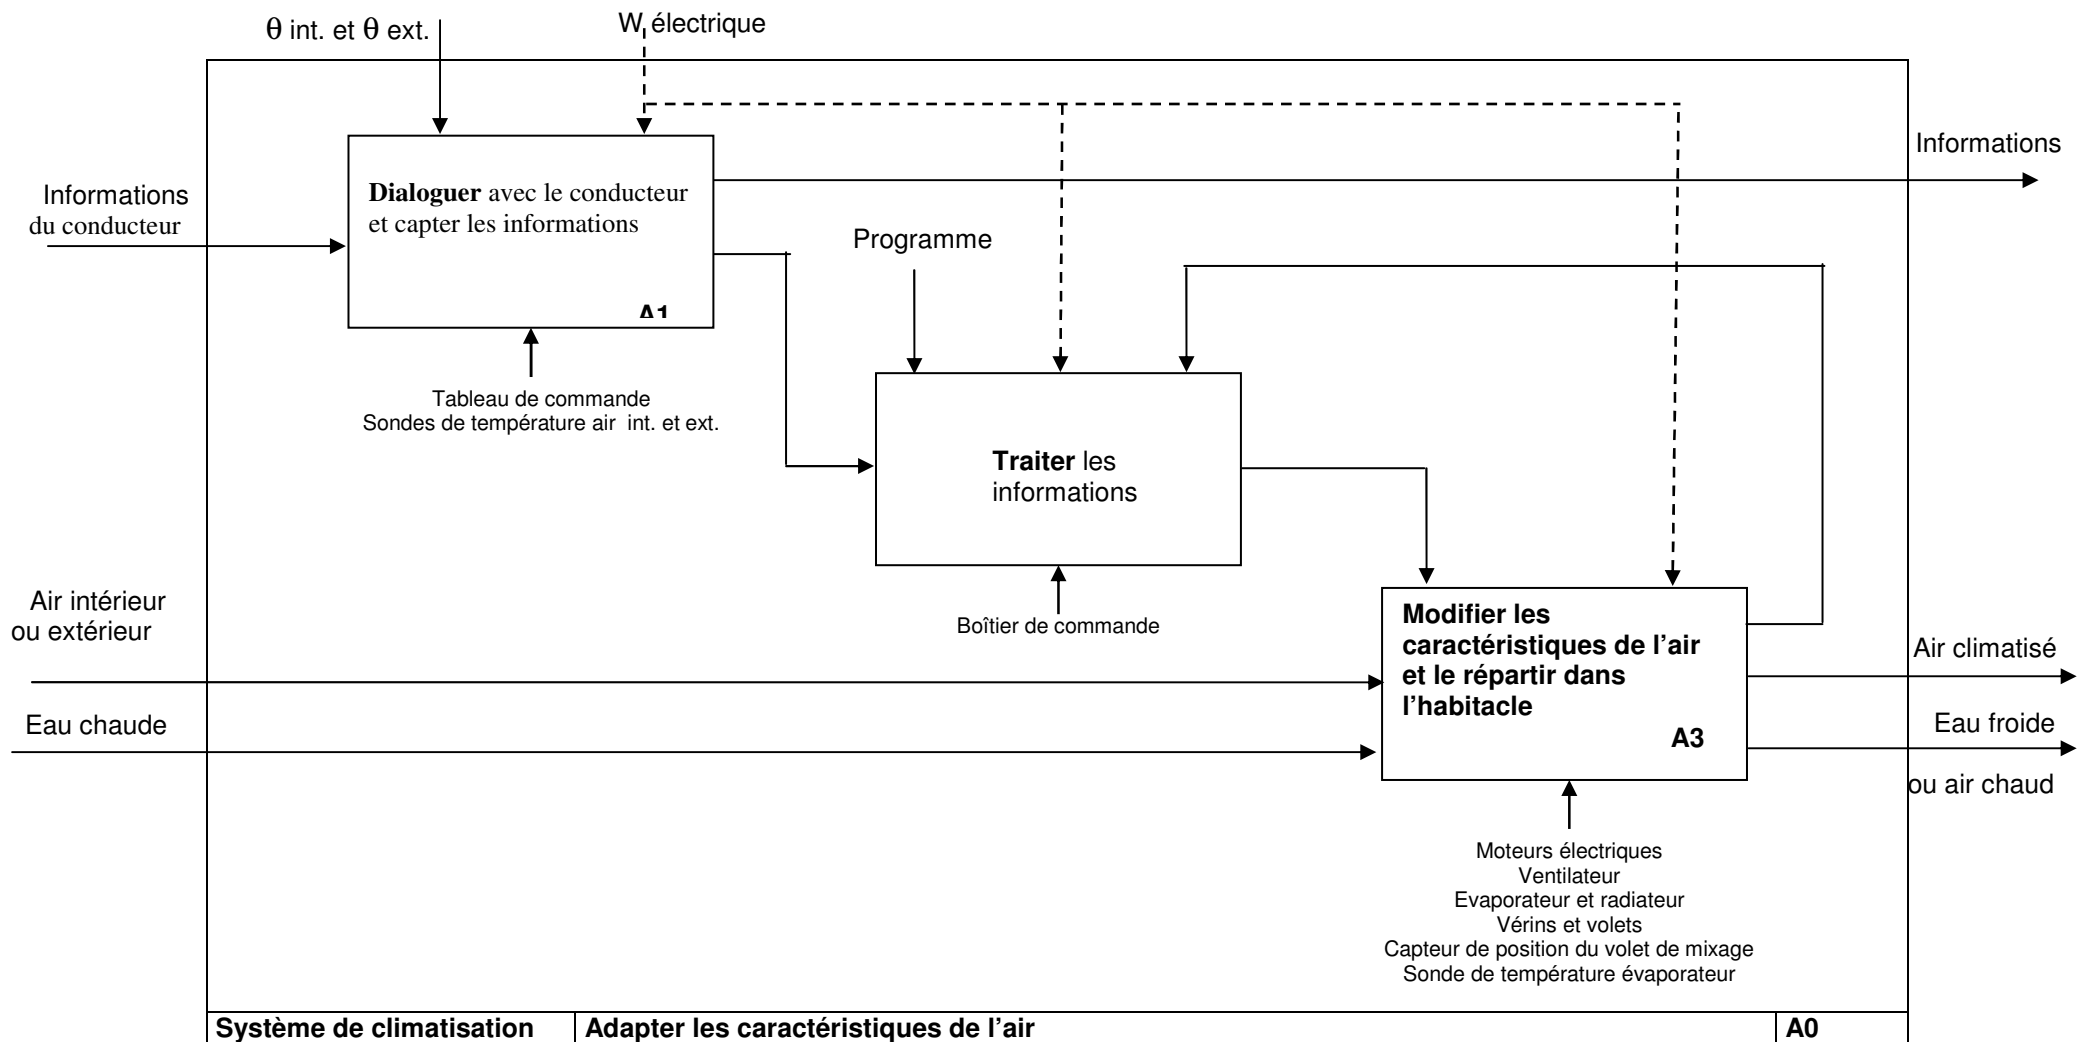 θ int. et θ ext.
W électrique
Informations
Informations
du conducteur
Dialoguer avec le conducteur
et capter les informations
A1
Programme
Tableau de commande
Sondes de température air int. et ext.
Traiter les
informations
Boîtier de commande
Air intérieur
ou extérieur
Eau chaude
Modifier les
caractéristiques de l’air
et le répartir dans
l’habitacle
A3
Air climatisé
Eau froide
ou air chaud
Moteurs électriques
Ventilateur
Evaporateur et radiateur
Vérins et volets
Capteur de position du volet de mixage
Sonde de température évaporateur
Système de climatisation
Adapter les caractéristiques de l’air
A0